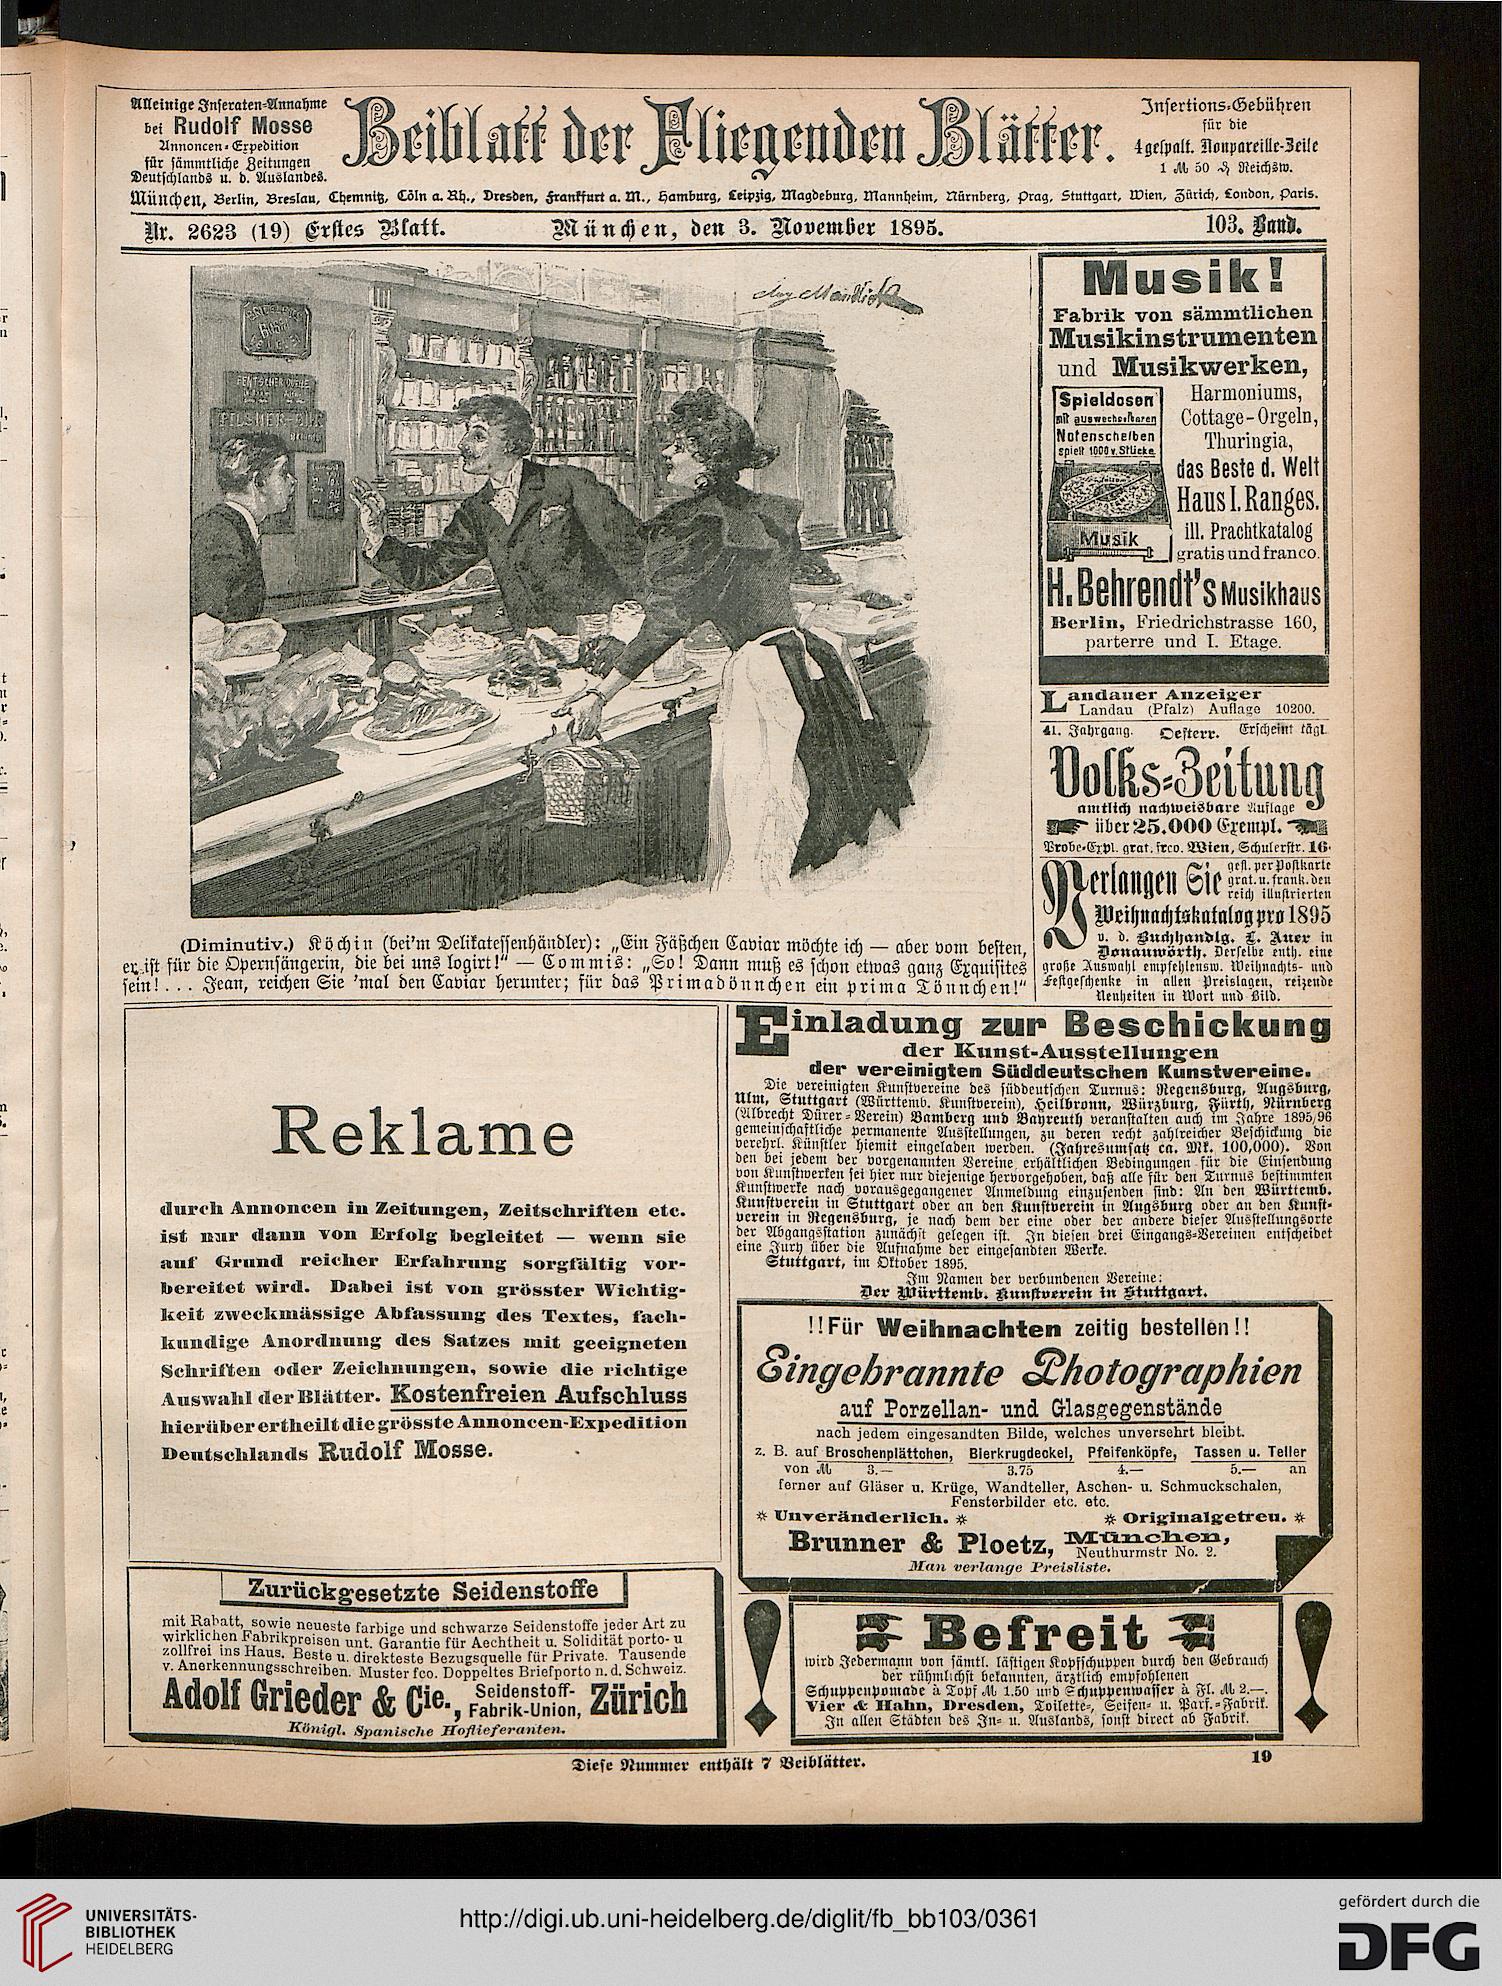 Alleinige Inseraten-Annahme
bei Rudolf Mosse
Annoncen-Expedition
für sämmtliche Zeitungen
Deutschlands u. d. Auslandes.
Beiblatt der Fliegenden Blätter.
Insertions-Gebühren
für die
4gespalt. Nonpareille-Zeile
1 ℳ 50 ₰ Reichsw.
München, Berlin, Breslau, Chemnitz, Cöln a. Rh., Dresden, Frankfurt a. M., Hamburg, Leipzig, Magdeburg, Mannheim, Nürnberg, Prag, Stuttgart, Wien, Zürich, London, Paris.
Nr. 2623 (19) Erstes Blatt. München, den 3. November 1895. 103. Band.
PILSNER-
(Diminutiv.) Köchin (bei'm Delikatessenhändler): „Ein Fäßchen Caviar möchte ich — aber vom besten,
er ist für die Opernsängerin, die bei uns logirt!“ — Commis: „So! Dann muß es schon etwas ganz Exquisites
sein! . . . Jean, reichen Sie 'mal den Caviar herunter; für das Primadönnchen ein prima Tönnchen!“
Musik!
Fabrik von sämmtlichen
Musikinstrumenten
und Musikwerken,
Spieldosen
mit auswechselbaren
Notenscheiben
spielt 1000 v. Stücke
Musik
Harmoniums,
Cottage-Orgeln,
Thuringia,
das Beste d. Welt
Haus I. Ranges.
ill. Prachtkatalog
gratis und franco.
H. Behrendt's Musikhaus
Berlin, Friedrichstrasse 160,
parterre und I. Etage.
Landauer Anzeiger
Landau (Pfalz) Auflage 10200.
41. Jahrgang. Oesterr. Erscheint tägl.
Volks-Zeitung
amtlich nachweisbare Auflage
über 25.000 Exempl.
Probe-Expl. grat. frco. Wien, Schulerstr. 16.
Verlangen Sie gefl. per Postkarte
grat. u. frank. den
reich illustrierten
Weihnachtskatalog pro 1895
v. d. Buchhandlg. L. Auer in
Donauwörth. Derselbe enth. eine
große Auswahl empfehlensw. Weihnachts- und
Festgeschenke in allen Preislagen, reizende
Neuheiten in Wort und Bild.
Reklame
durch Annoncen in Zeitungen, Zeitschriften etc.
ist nur dann von Erfolg begleitet — wenn sie
auf Grund reicher Erfahrung sorgfältig vor-
bereitet wird. Dabei ist von grösster Wichtig-
keit zweckmässige Abfassung des Textes, fach-
kundige Anordnung des Satzes mit geeigneten
Schriften oder Zeichnungen, sowie die richtige
Auswahl der Blätter. Kostenfreien Aufschluss
hierüber ertheilt die grösste Annoncen-Expedition
Deutschlands Rudolf Mosse.
Einladung zur Beschickung
der Kunst-Ausstellungen
der vereinigten Süddeutschen Kunstvereine.
Die vereinigten Kunstvereine des süddeutschen Turnus: Regensburg, Augsburg,
Ulm, Stuttgart (Württemb. Kunstverein), Heilbronn, Würzburg, Fürth, Nürnberg
(Albrecht Dürer-Verein) Bamberg und Bayreuth veranstalten auch im Jahre 1895/96
gemeinschaftliche permanente Ausstellungen, zu deren recht zahlreicher Beschickung die
verehrl. Künstler hiemit eingeladen werden. (Jahresumsatz ca. Mk. 100,000). Von
den bei jedem der vorgenannten Vereine erhältlichen Bedingungen für die Einsendung
von Kunstwerken sei hier nur diejenige hervorgehoben, daß alle für den Turnus bestimmten
Kunstwerke nach vorausgegangener Anmeldung einzusenden sind: An den Württemb.
Kunstverein in Stuttgart oder an den Kunstverein in Augsburg oder an den Kunst-
verein in Regensburg, je nach dem der eine oder der andere dieser Ausstellungsorte
der Abgangsstation zunächst gelegen ist. In diesen drei Eingangs-Vereinen entscheidet
eine Jury über die Aufnahme der eingesandten Werke.
Stuttgart, im Oktober 1895.
Im Namen der verbundenen Vereine:
Der Württemb. Kunstverein in Stuttgart.
!!Für Weihnachten zeitig bestellen!!
Eingebrannte Photographien
auf Porzellan- und Glasgegenstände
nach jedem eingesandten Bilde, welches unversehrt bleibt.
z. B. auf Broschenplättchen, Bierkrugdeckel, Pfeifenköpfe, Tassen u. Teller
von ℳ 3.— 3.75 4.— 5.— an
ferner auf Gläser u. Krüge, Wandteller, Aschen- u. Schmuckschalen,
Fensterbilder etc. etc.
* Unveränderlich. * * Originalgetreu. *
Brunner & Ploetz, München,
Neuthurmstr No. 2.
Man verlange Preisliste.
Zurückgesetzte Seidenstoffe
mit Rabatt, sowie neueste farbige und schwarze Seidenstoffe jeder Art zu
wirklichen Fabrikpreisen unt. Garantie für Aechtheit u. Solidität porto- u
zollfrei ins Haus. Beste u. direkteste Bezugsquelle für Private. Tausende
v. Anerkennungsschreiben. Muster fco. Doppeltes Briefporto n. d. Schweiz.
Adolf Grieder & Cie., Seidenstoff-
Fabrik-Union, Zürich
Königl. Spanische Hoflieferanten.
! Befreit !
wird Jedermann von sämtl. lästigen Kopfschuppen durch den Gebrauch
der rühmlichst bekannten, ärztlich empfohlenen
Schuppenpomade à Topf ℳ 1.50 und Schuppenwasser à Fl. ℳ 2.—.
Vier & Hahn, Dresden, Toilette-, Seifen- u. Parf.-Fabrik.
In allen Städten des In- u. Auslands, sonst direct ab Fabrik.
Diese Nummer enthält 7 Beiblätter.
19
UNIVERSITÄTS-
BIBLIOTHEK
HEIDELBERG
http://digi.ub.uni-heidelberg.de/diglit/fb_bb103/0361
gefördert durch die
DFG